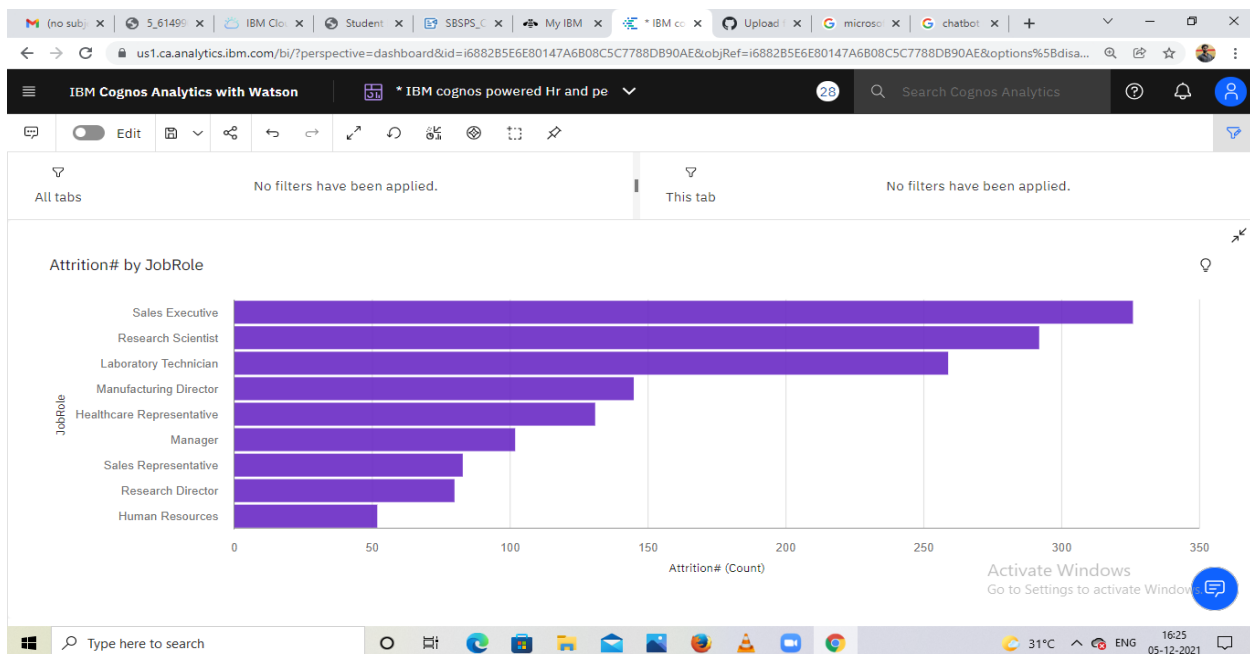 (no subj
5_61499
IBM Clou
Student
SBSPS_C
My IBM
* IBM co
Upload f
microsof
chatbot
us1.ca.analytics.ibm.com/bi/?perspective=dashboard&id=i6882B5E6E80147A6B08C5C7788DB90AE&objRef=i6882B5E6E80147A6B08C5C7788DB90AE&options%5Bdisa...
IBM Cognos Analytics with Watson
* IBM cognos powered Hr and pe
28
Search Cognos Analytics
Edit
All tabs
No filters have been applied.
This tab
No filters have been applied.
Attrition# by JobRole
JobRole
Sales Executive
Research Scientist
Laboratory Technician
Manufacturing Director
Healthcare Representative
Manager
Sales Representative
Research Director
Human Resources
0 50 100 150 200 250 300 350
Attrition# (Count)
Activate Windows
Go to Settings to activate Windows.
Type here to search
31°C
ENG
16:25
05-12-2021